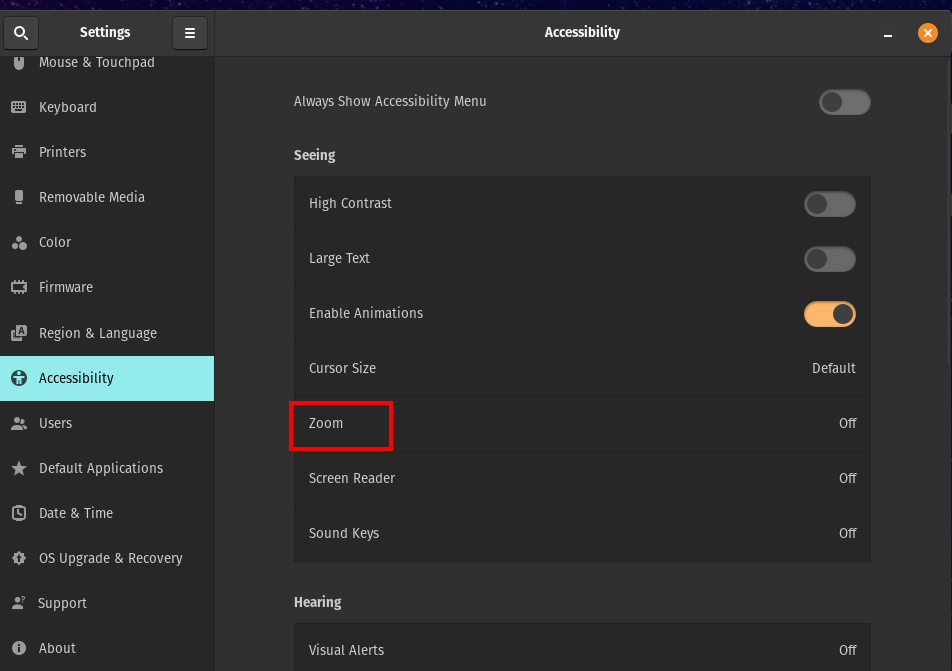 Settings
Accessibility
Mouse & Touchpad
Keyboard
Printers
Removable Media
Color
Firmware
Region & Language
Accessibility
Users
Default Applications
Date & Time
OS Upgrade & Recovery
Support
About
Always Show Accessibility Menu
Seeing
High Contrast
Large Text
Enable Animations
Cursor Size Default
Zoom Off
Screen Reader Off
Sound Keys Off
Hearing
Visual Alerts Off